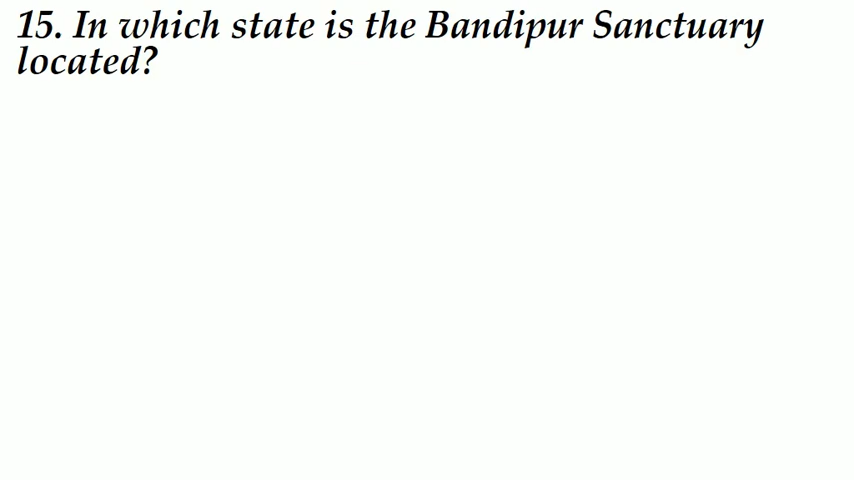 15. In which state is the Bandipur Sanctuary
located?